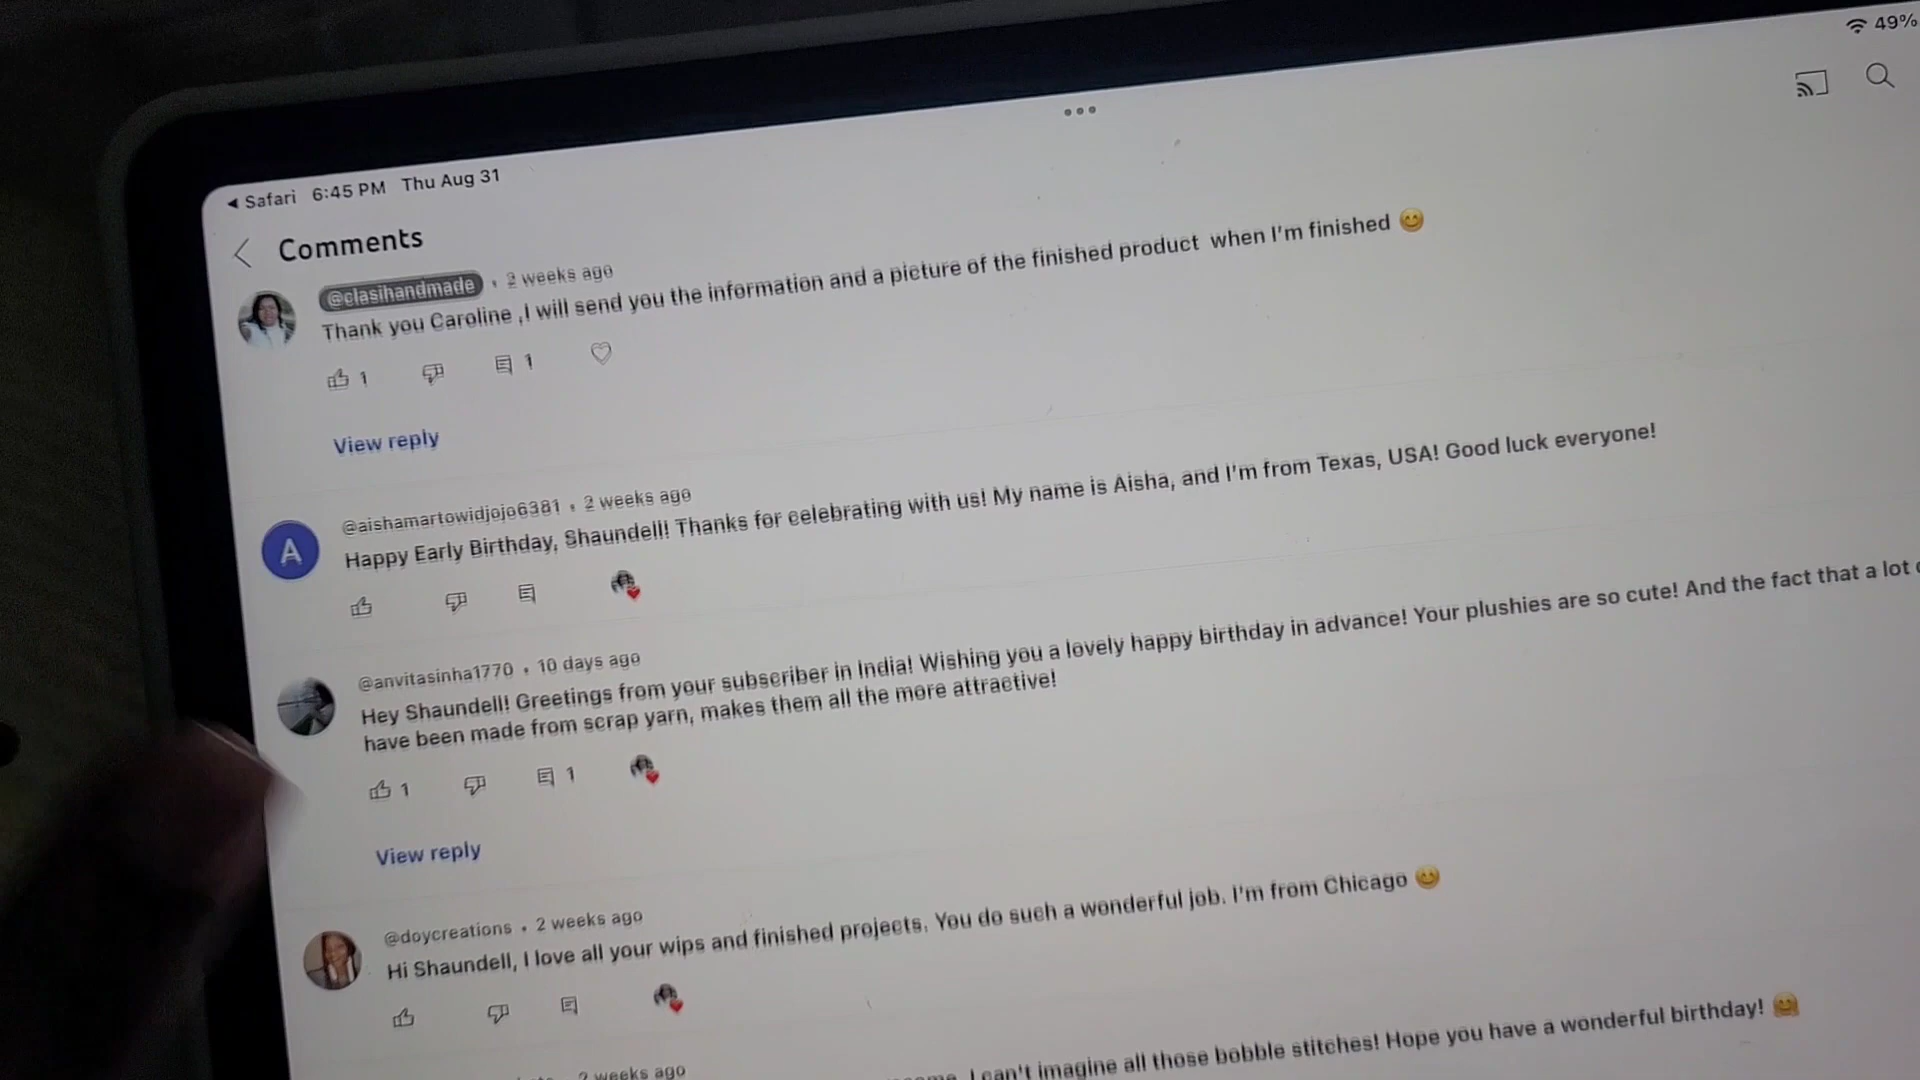 49%
Safari 6:45 PM Thu Aug 31
Comments
@clasihandmade • 2 weeks ago
Thank you Caroline ,I will send you the information and a picture of the finished product when I'm finished 😊
1 1
View reply
@aishamartowidjojo6381 • 2 weeks ago
Happy Early Birthday, Shaundell! Thanks for celebrating with us! My name is Aisha, and I'm from Texas, USA! Good luck everyone!
A
@anvitasinha1770 • 10 days ago
Hey Shaundell! Greetings from your subscriber in India! Wishing you a lovely happy birthday in advance! Your plushies are so cute! And the fact that a lot
have been made from scrap yarn, makes them all the more attractive!
1 1
View reply
@doycreations • 2 weeks ago
Hi Shaundell, I love all your wips and finished projects. You do such a wonderful job. I'm from Chicago 😊
2 weeks ago
I can't imagine all those bobble stitches! Hope you have a wonderful birthday! 🤗